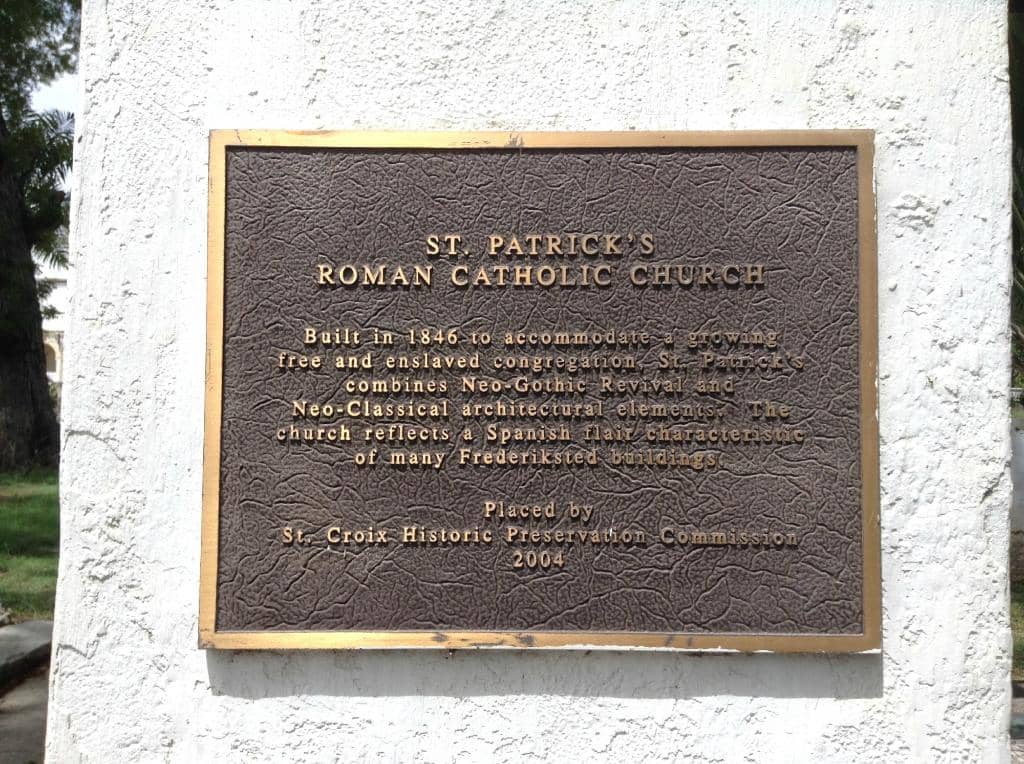 ST. PATRICK'S
ROMAN CATHOLIC CHURCH
Built in 1846 to accommodate a growing
free and enslaved congregation, St. Patrick's
combines Neo-Gothic Revival and
Neo-Classical architectural elements. The
church reflects a Spanish flair characteristic
of many Frederiksted buildings.
Placed by
St. Croix Historic Preservation Commission
2004